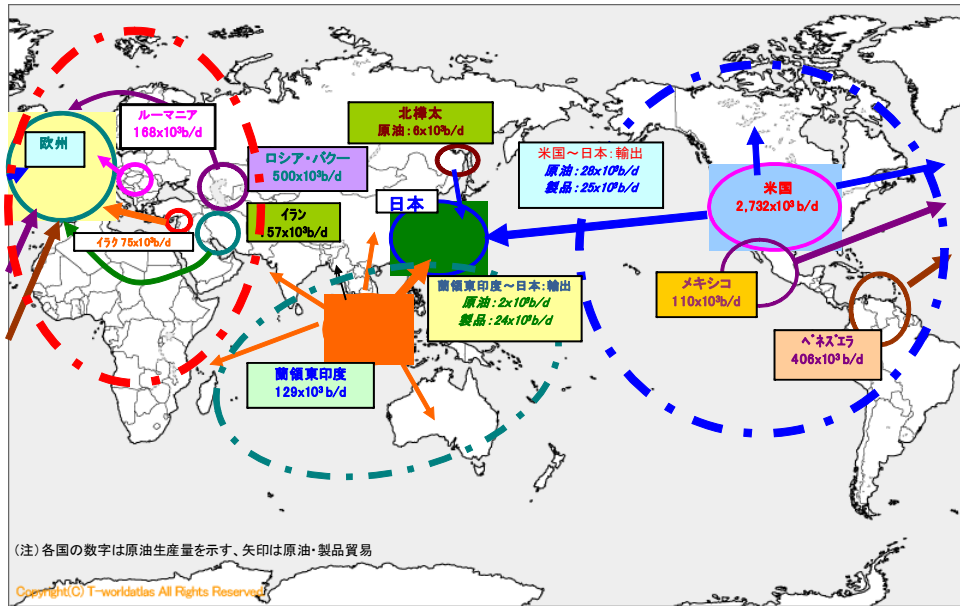 欧州
ルーマニア
168x10³b/d
ロシア・バクー
500x10³b/d
イラク 75x10³b/d
イラン
57x10³b/d
北樺太
原油：6x10³b/d
日本
米国～日本：輸出
原油：28x10³b/d
製品：25x10³b/d
米国
2,732x10³b/d
メキシコ
110x10³b/d
ベネズエラ
406x10³b/d
蘭領東印度～日本：輸出
原油：2x10³b/d
製品：24x10³b/d
蘭領東印度
129x10³ b/d
(注)各国の数字は原油生産量を示す、矢印は原油・製品貿易
Copyright(C) T-worldatlas All Rights Reserved